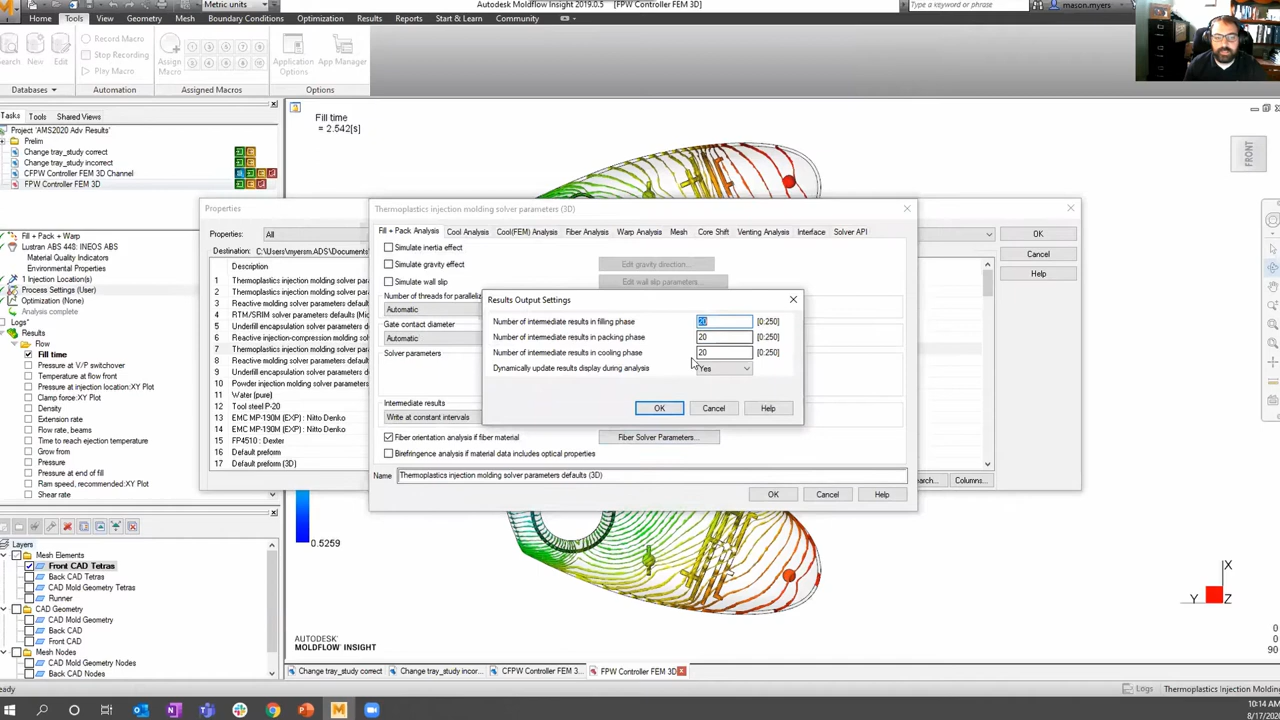 Metric units
Autodesk Moldflow Insight 2019.0.5 [FPW Controller FEM 3D]
Type a keyword or phrase
mason.myers
Home Tools View Geometry Mesh Boundary Conditions Optimization Results Reports Start & Learn Community
Record Macro
Stop Recording
Play Macro
Search New Edit
Assign Macro
Application Options
App Manager
Databases Automation Assigned Macros Options
Tasks Tools Shared Views
Project 'AMS2020 Adv Results'
Prelim
Change tray_study correct
Change tray_study incorrect
CFPW Controller FEM 3D Channel
FPW Controller FEM 3D
Fill + Pack Analysis
Lustran ABS 448: INEOS ABS
Material Quality Indicators
Environmental Properties
1 Injection Location(s)
Process Settings (User)
Optimization (None)
Analysis complete
Logs*
Results
Flow
Fill time
Pressure at V/P switchover
Temperature at flow front
Pressure at injection location:XY Plot
Clamp force:XY Plot
Density
Extension rate
Flow rate, beams
Time to reach ejection temperature
Grow from
Pressure
Pressure at end of fill
Ram speed, recommended:XY Plot
Shear rate
Layers
Mesh Elements
Front CAD Tetras
Back CAD Tetras
CAD Mold Geometry Tetras
Runner
CAD Geometry
CAD Mold Geometry
Back CAD
Front CAD
Mesh Nodes
CAD Mold Geometry Nodes
Back CAD Nodes
Fill time
= 2.542[s]
FRONT
Properties
Properties: All
Destination: C:\Users\myersm.ADS\Documents
Description
1 Thermoplastics injection molding solver par
2 Thermoplastics injection molding solver par
3 Reactive molding solver parameters default
4 RTM/SRIM solver parameters default
5 Underfill encapsulation solver parameters d
6 Underfill injection-compression molding sol
7 Thermoplastics injection molding solver par
8 Reactive molding solver parameters default
9 Underfill encapsulation solver parameters d
10 Powder injection molding solver parameters
11 Water (pure)
12 Tool steel P-20
13 EMC MP-190M (EXP) : Nitto Denko
14 EMC MP-190M (EXP) : Nitto Denko
15 FP4510 : Dexter
16 Default preform
17 Default preform (3D)
OK
Cancel
Help
Columns...
Thermoplastics injection molding solver parameters (3D)
Fill + Pack Analysis Cool Analysis Cool(FEM) Analysis Fiber Analysis Warp Analysis Mesh Core Shift Venting Analysis Interface Solver API
Simulate inertia effect
Simulate gravity effect
Edit gravity direction...
Simulate wall slip
Edit wall slip parameters...
Number of threads for paralleliz
Automatic
Gate contact diameter
Automatic
Solver parameters
Intermediate results
Write at constant intervals
Fiber orientation analysis if fiber material
Fiber Solver Parameters...
Birefringence analysis if material data includes optical properties
Name Thermoplastics injection molding solver parameters defaults (3D)
OK Cancel Help
Results Output Settings
Number of intermediate results in filling phase 20 [0:250]
Number of intermediate results in packing phase 20 [0:250]
Number of intermediate results in cooling phase 20 [0:250]
Dynamically update results display during analysis Yes
OK Cancel Help
0.5259
AUTODESK
MOLDFLOW INSIGHT
X
Y Z
0
0
90
Change tray_study correct Change tray_study incor... CFPW Controller FEM 3... FPW Controller FEM 3D
Ready
Logs
Thermoplastics Injection Moldin
10:14 AM
8/17/202